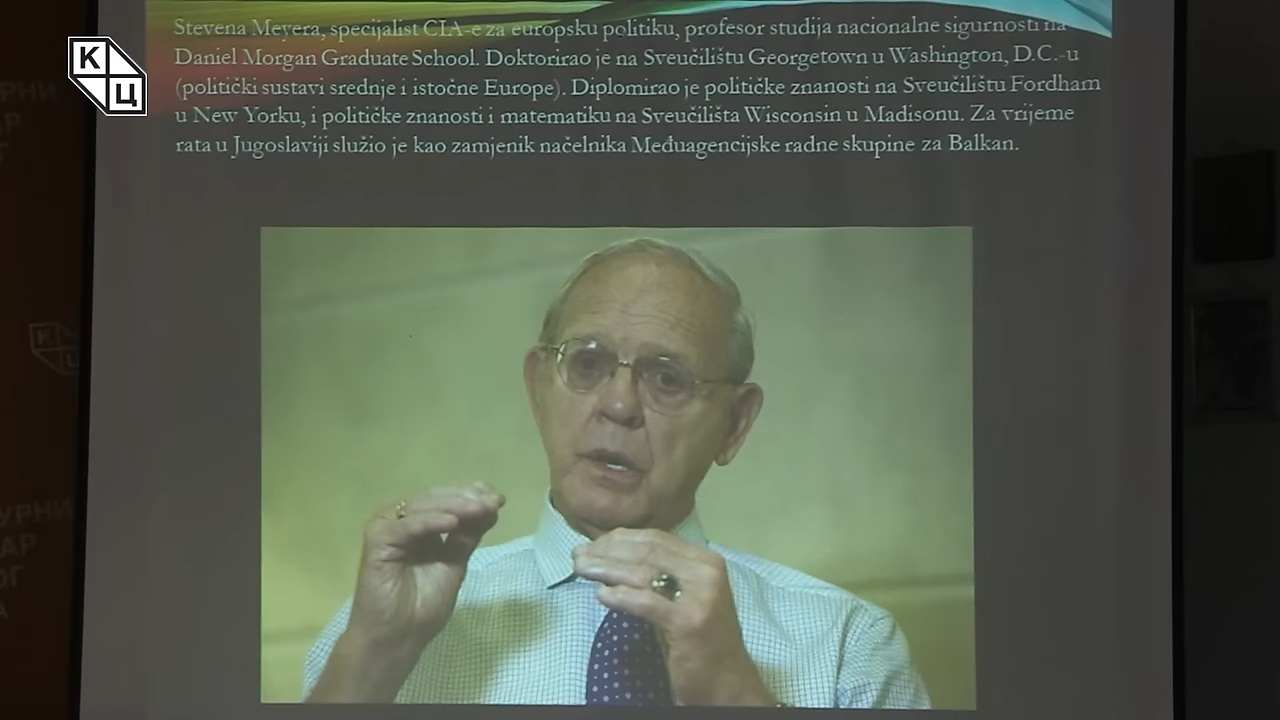 Stevena Meyera, specijalist CIA-e za europsku politiku, profesor studija nacionalne sigurnosti na
Daniel Morgan Graduate School. Doktorirao je na Sveučilištu Georgetown u Washington, D.C.-u
(politički sustavi srednje i istočne Europe). Diplomirao je političke znanosti na Sveučilištu Fordham
u New Yorku, i političke znanosti i matematiku na Sveučilišta Wisconsin u Madisonu. Za vrijeme
rata u Jugoslaviji služio je kao zamjenik načelnika Međuagencijske radne skupine za Balkan.
К
Ц
К
Ц